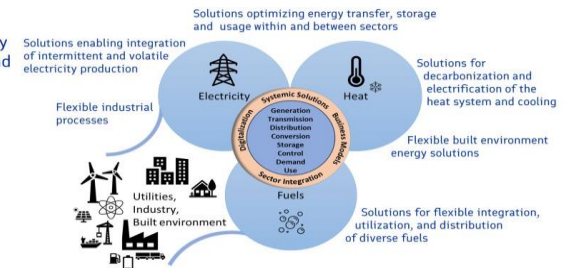 Solutions optimizing energy transfer, storage
and usage within and between sectors
y
nd
Solutions enabling integration
of intermittent and volatile
electricity production
Flexible industrial
processes
Electricity
Heat
Solutions for
decarbonization and
electrification of the
heat system and cooling
Flexible built environment
energy solutions
Systemic Solutions
Digitalization
Business Models
Sector Integration
Generation
Transmission
Distribution
Conversion
Storage
Control
Demand
Use
Fuels
Utilities,
Industry,
Built environment
Solutions for flexible integration,
utilization, and distribution
of diverse fuels